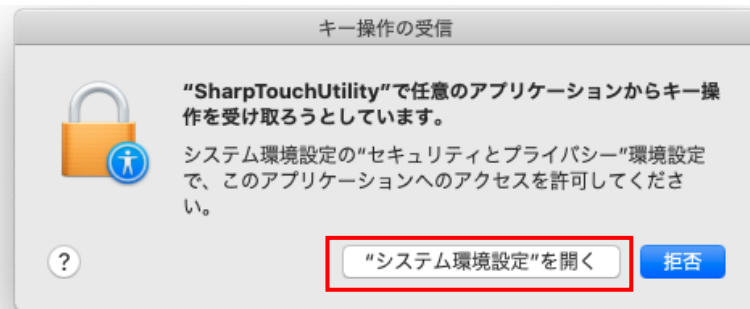 キー操作の受信
“SharpTouchUtility”で任意のアプリケーションからキー操
作を受け取ろうとしています。
システム環境設定の“セキュリティとプライバシー”環境設定
で、このアプリケーションへのアクセスを許可してくださ
い。
?
“システム環境設定”を開く
拒否